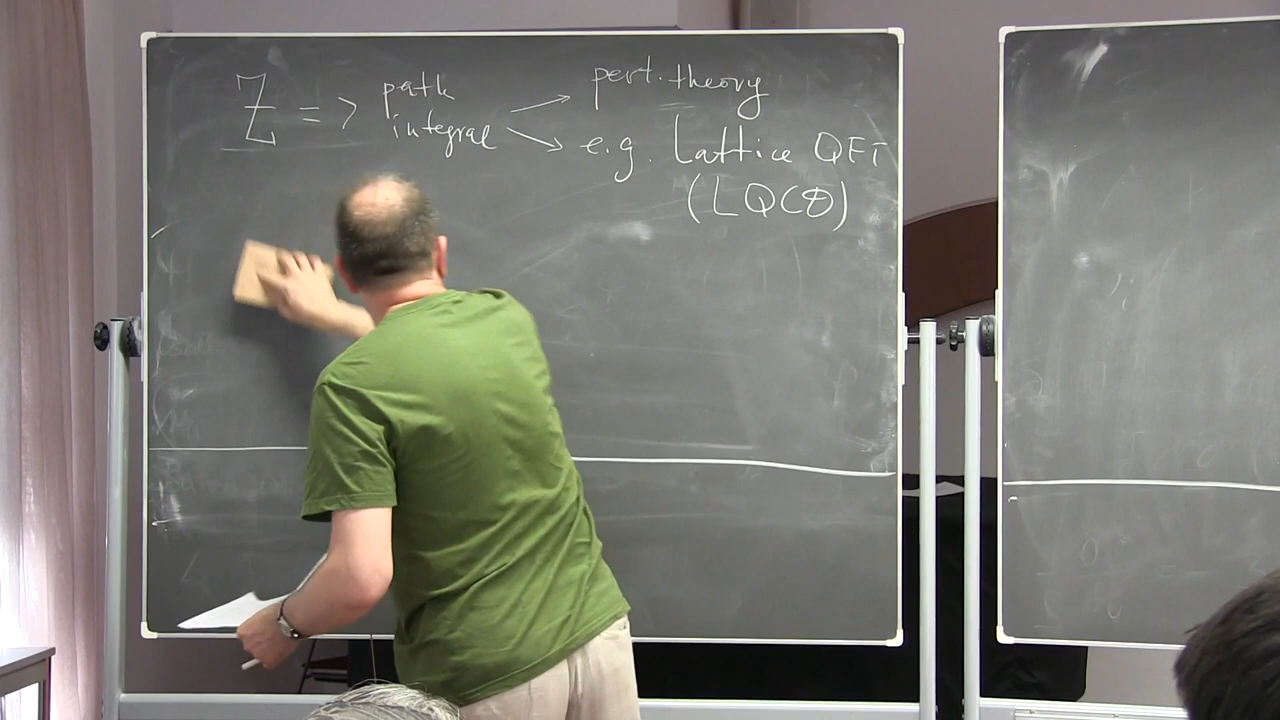 Z => path integral
pert. theory
e.g. Lattice QFT
(LQCD)